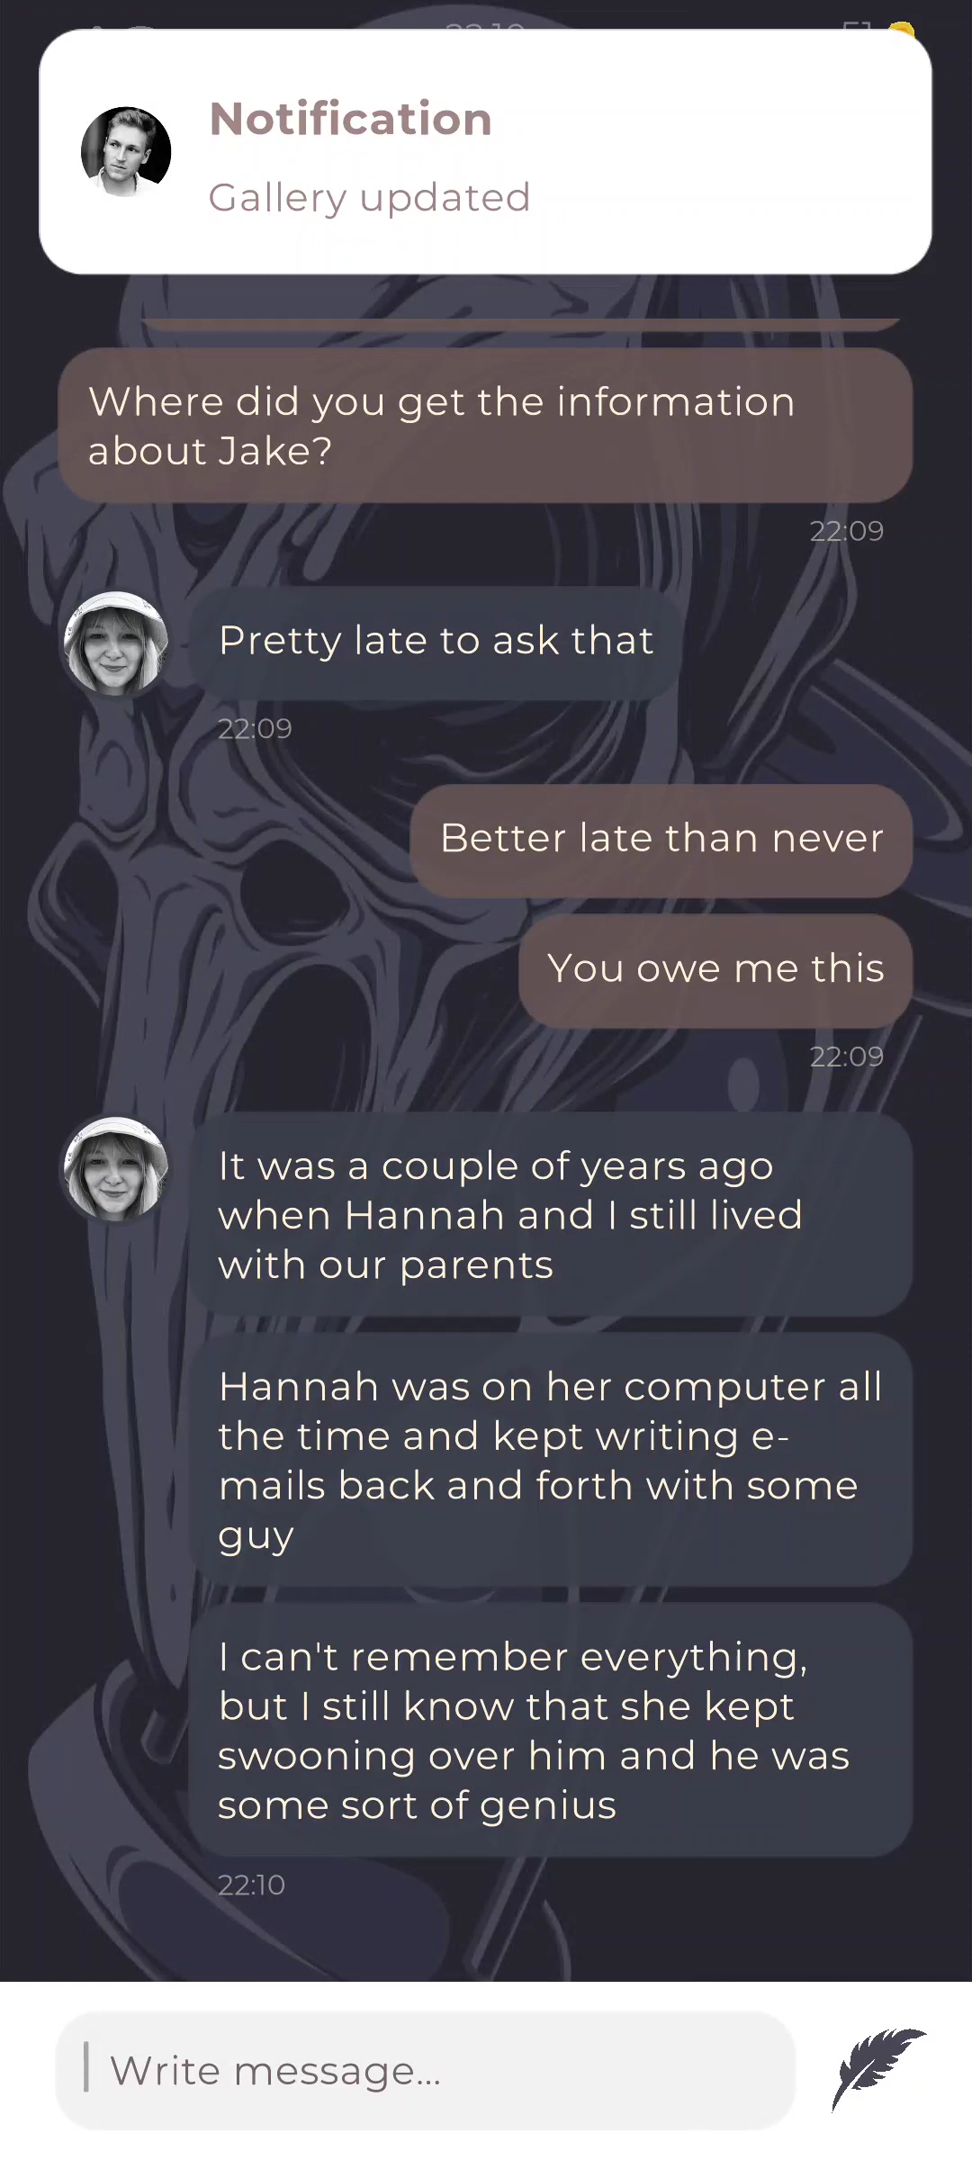 Notification
Gallery updated
Where did you get the information
about Jake?
22:09
Pretty late to ask that
22:09
Better late than never
You owe me this
22:09
It was a couple of years ago
when Hannah and I still lived
with our parents
Hannah was on her computer all
the time and kept writing e-
mails back and forth with some
guy
I can't remember everything,
but I still know that she kept
swooning over him and he was
some sort of genius
22:10
Write message...